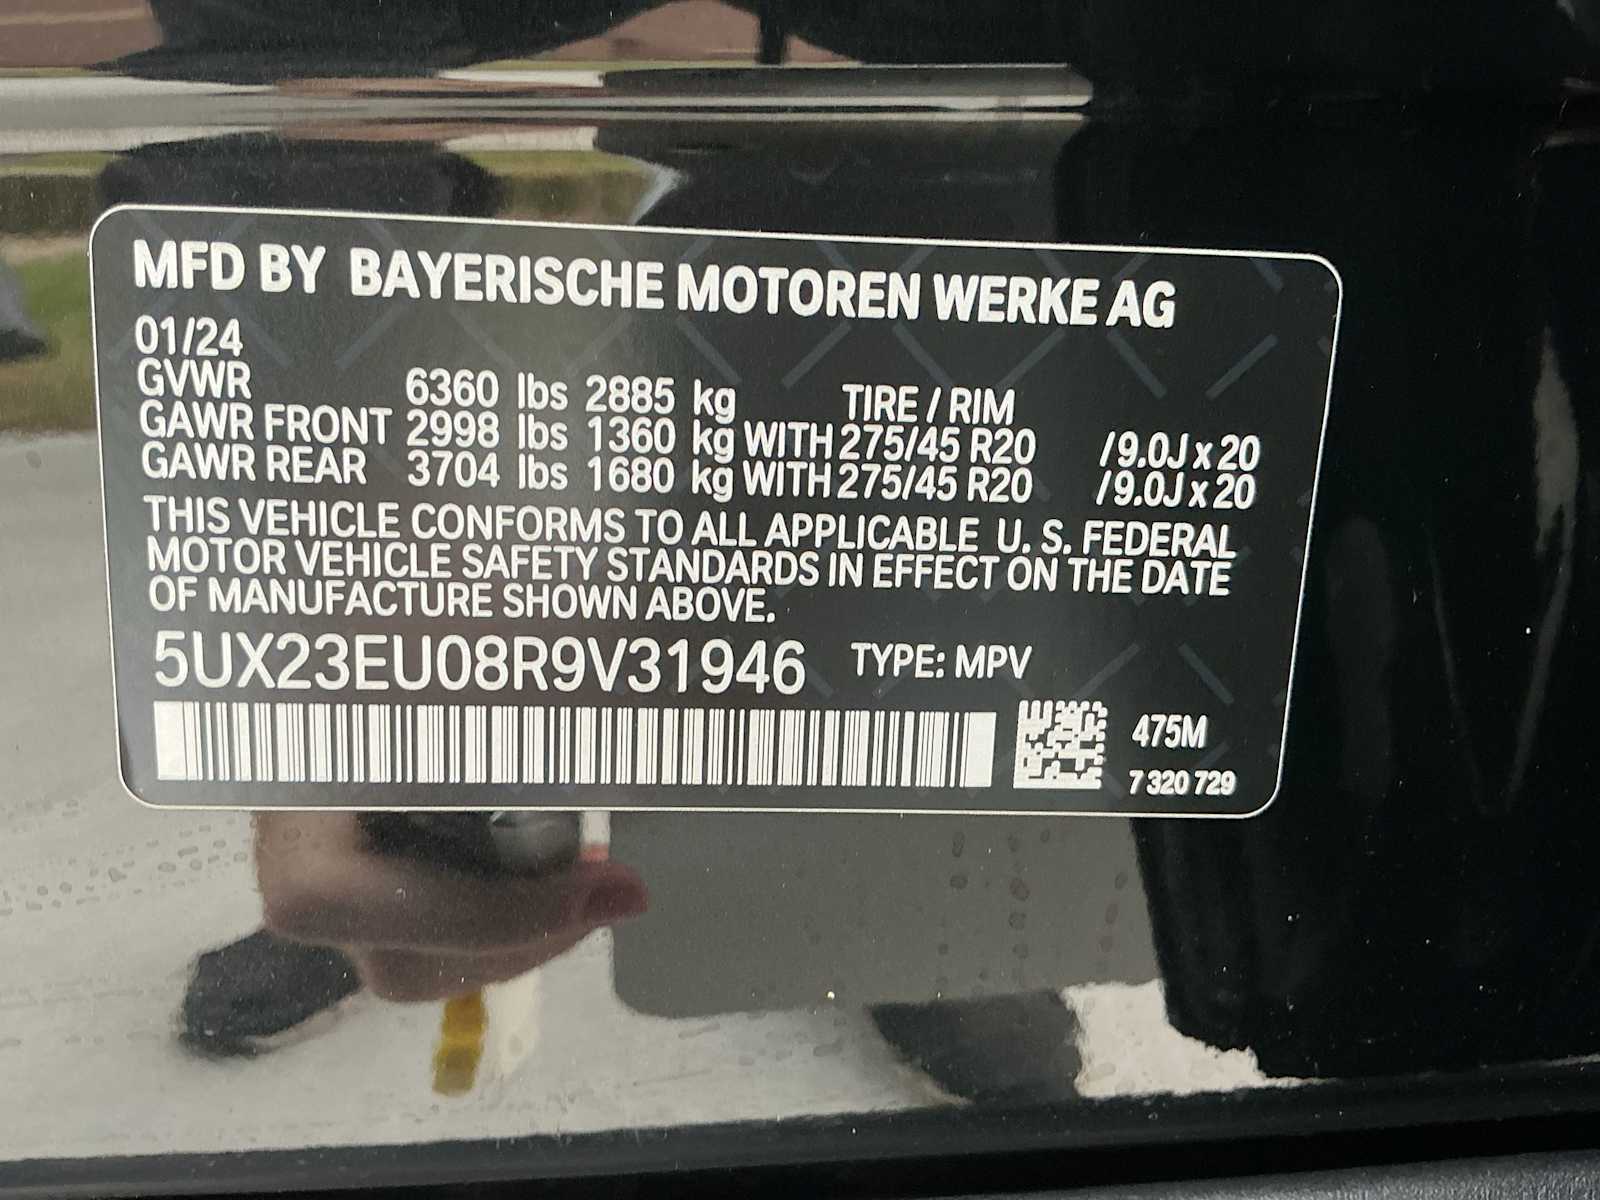 MFD BY BAYERISCHE MOTOREN WERKE AG
01/24
GVWR 6360 lbs 2885 kg TIRE / RIM
GAWR FRONT 2998 lbs 1360 kg WITH 275/45 R20 /9.0J x 20
GAWR REAR 3704 lbs 1680 kg WITH 275/45 R20 /9.0J x 20
THIS VEHICLE CONFORMS TO ALL APPLICABLE U. S. FEDERAL
MOTOR VEHICLE SAFETY STANDARDS IN EFFECT ON THE DATE
OF MANUFACTURE SHOWN ABOVE.
5UX23EU08R9V31946 TYPE: MPV
475M
7 320 729